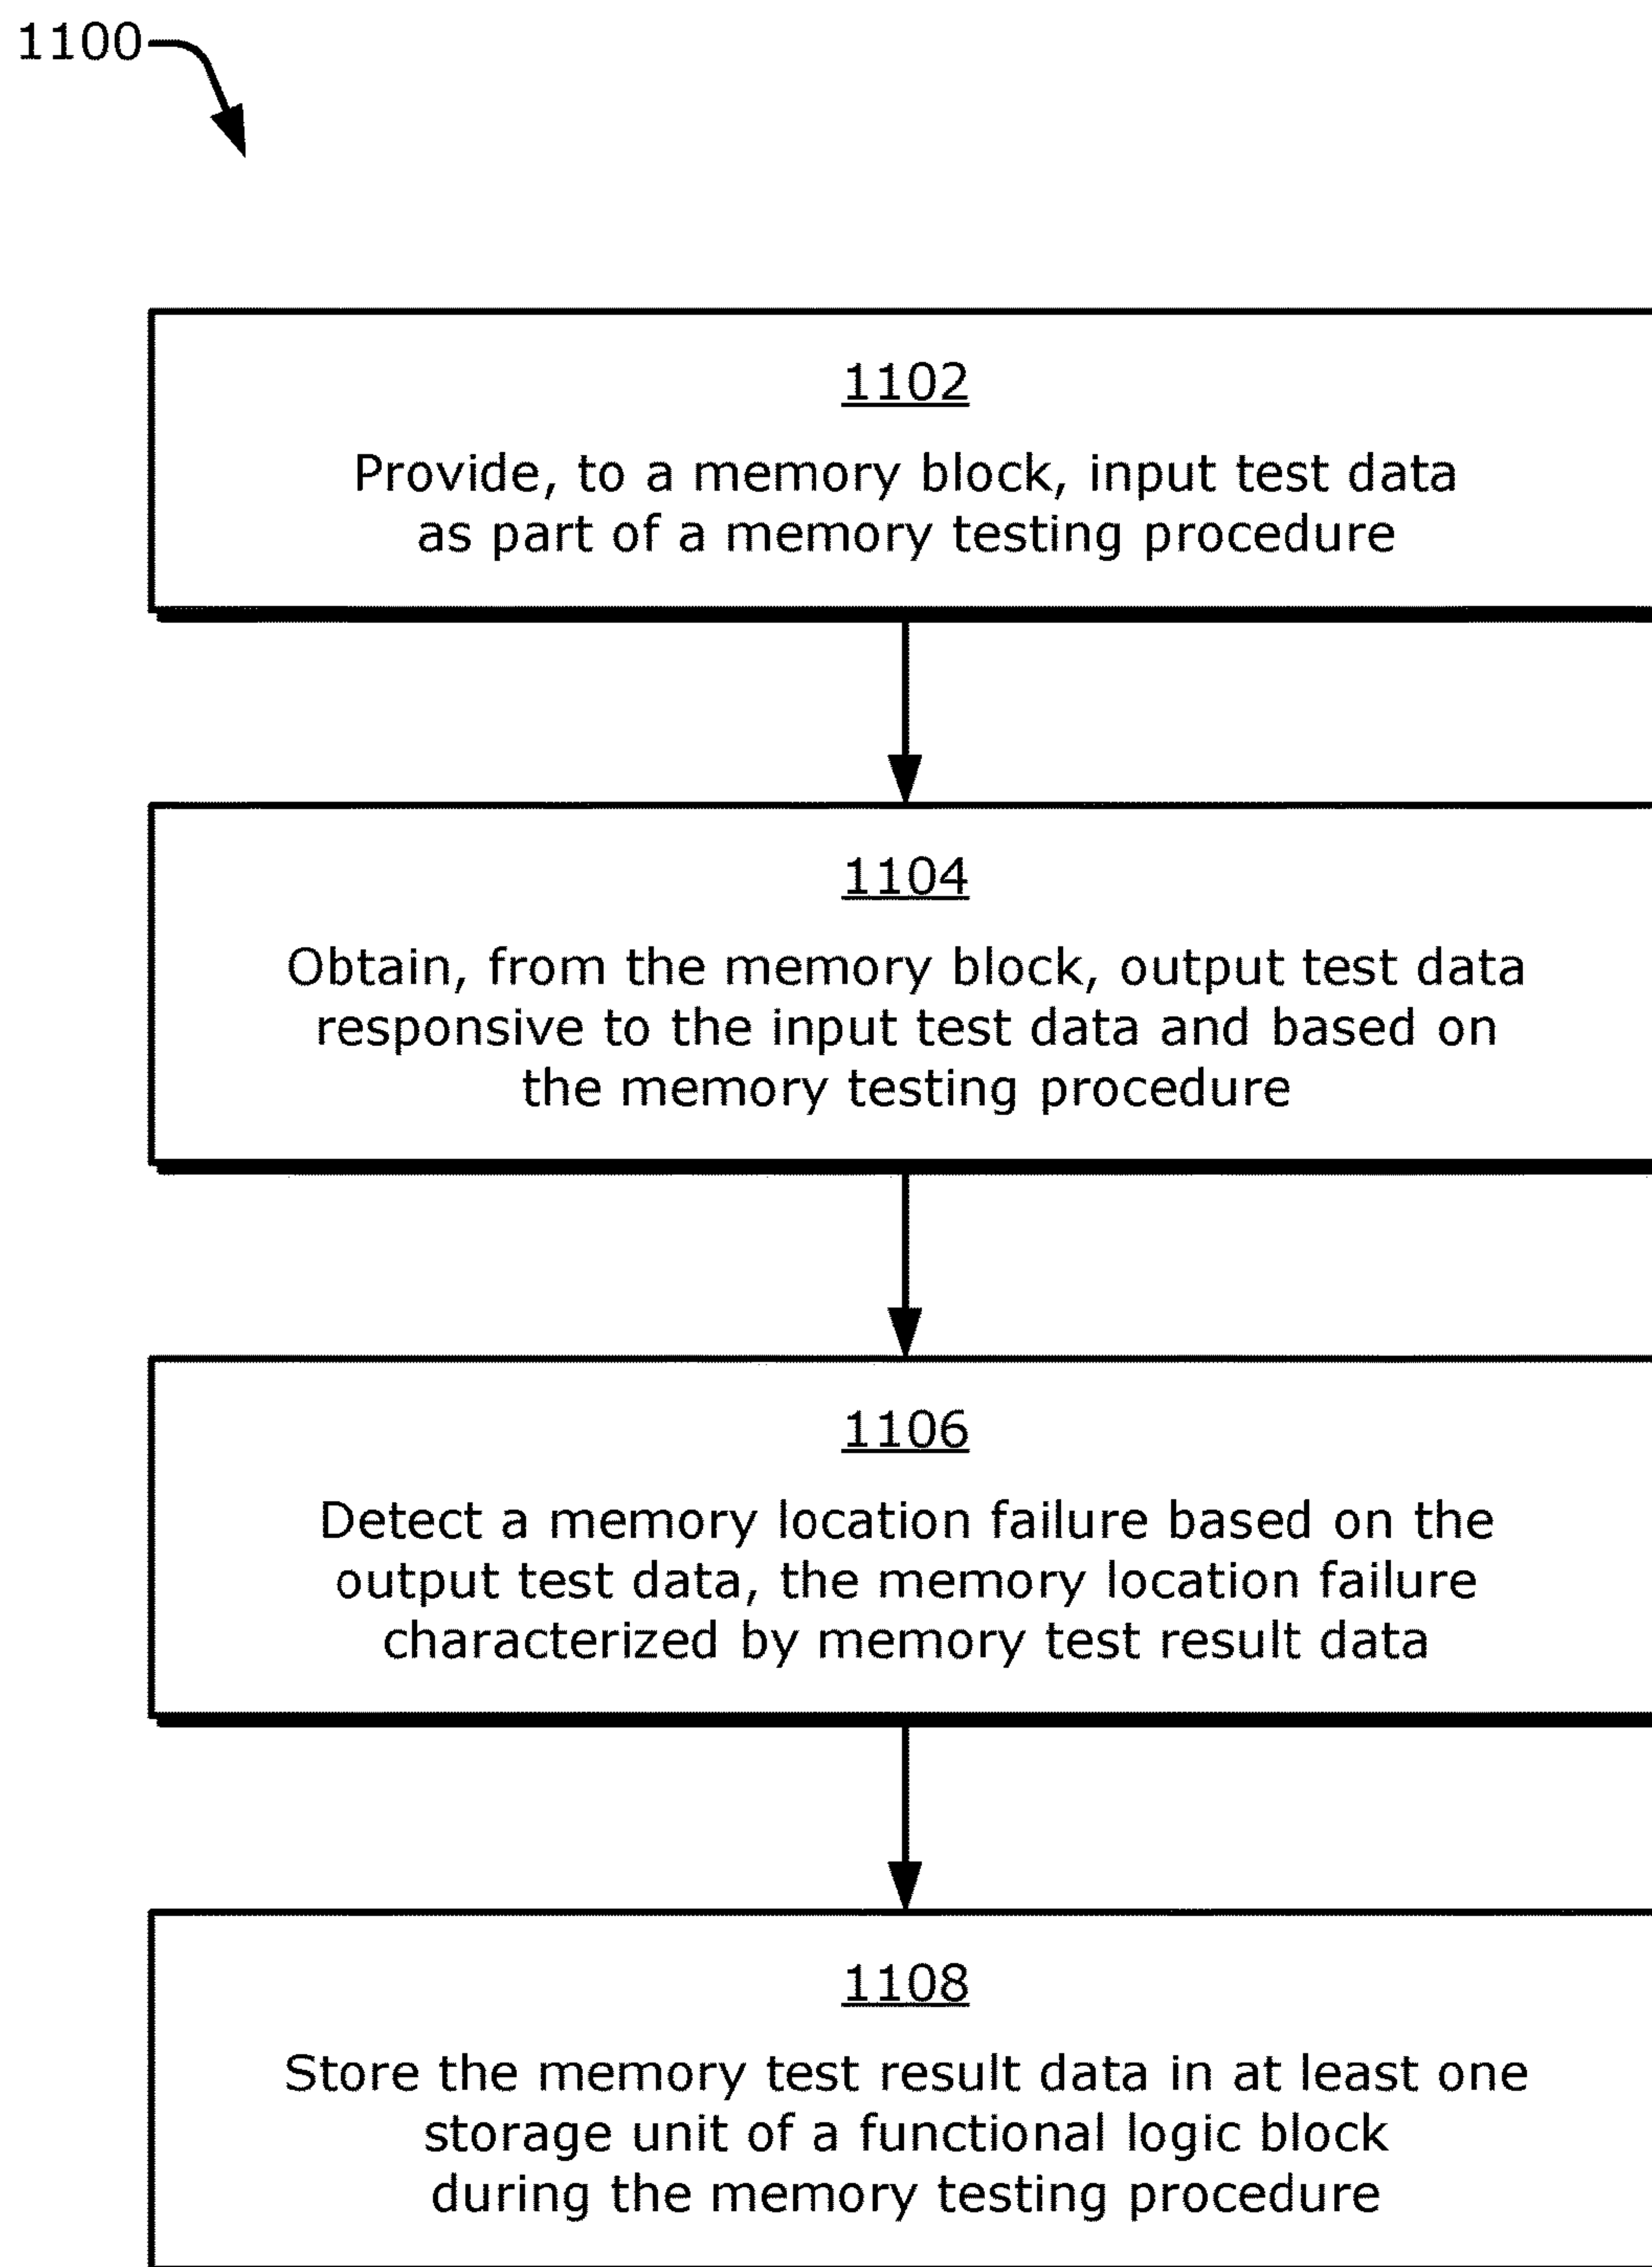 1100
1102
Provide, to a memory block, input test data
as part of a memory testing procedure
1104
Obtain, from the memory block, output test data
responsive to the input test data and based on
the memory testing procedure
1106
Detect a memory location failure based on the
output test data, the memory location failure
characterized by memory test result data
1108
Store the memory test result data in at least one
storage unit of a functional logic block
during the memory testing procedure